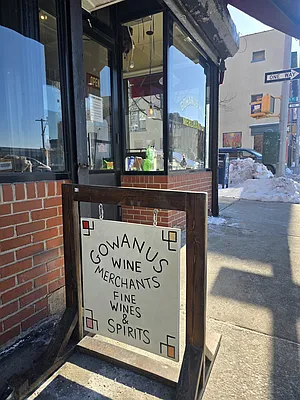 ONE WAY
GOWANUS
WINE
MERCHANTS
FINE
WINES &
SPIRITS